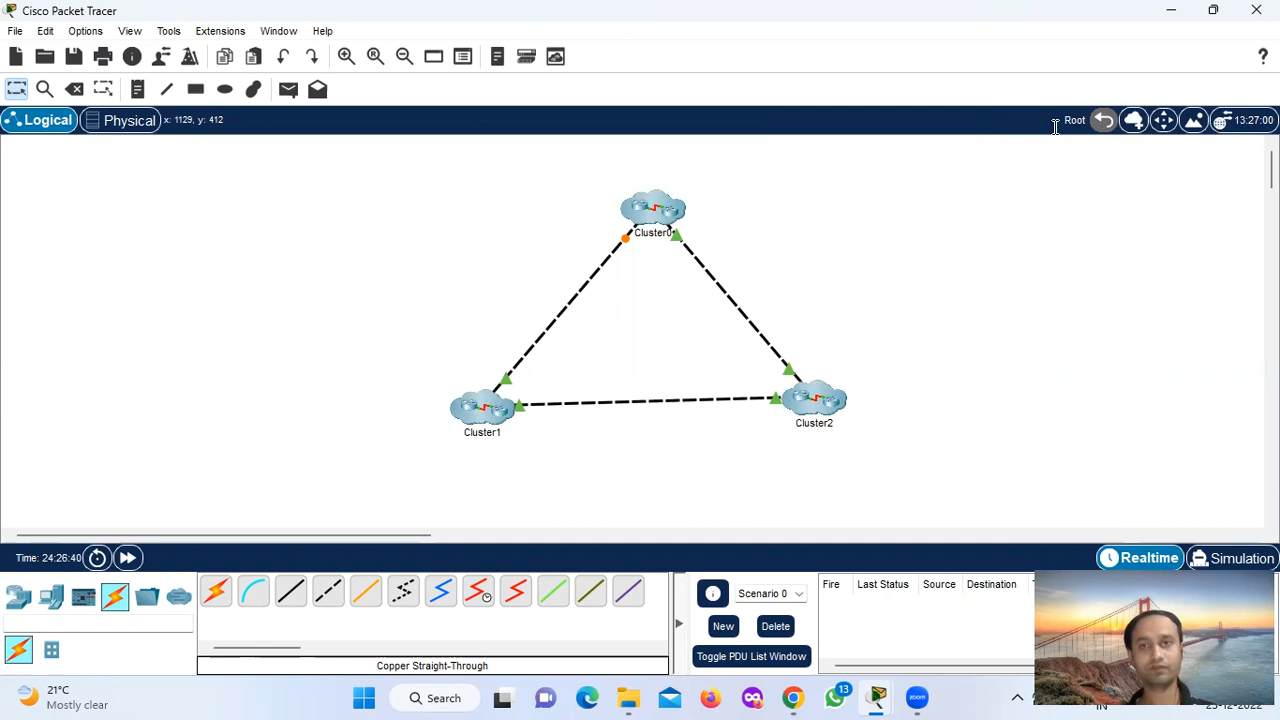 Cisco Packet Tracer
File Edit Options View Tools Extensions Window Help
?
Logical Physical x: 1129, y: 412 Root 13:27:00
Cluster0
Cluster1
Cluster2
Time: 24:26:40 Realtime Simulation
Fire Last Status Source Destination
Scenario 0
New Delete
Toggle PDU List Window
Copper Straight-Through
21°C
Mostly clear
Search
13
IN